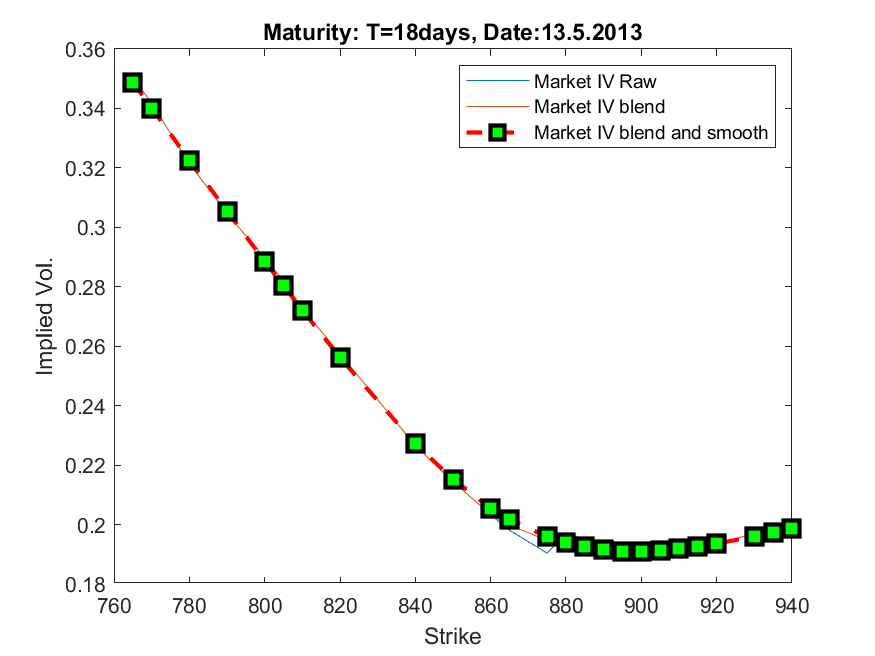 Maturity: T=18days, Date:13.5.2013
0.36
0.34
0.32
0.3
0.28
0.26
0.24
0.22
0.2
0.18
Implied Vol.
Market IV Raw
Market IV blend
Market IV blend and smooth
760 780 800 820 840 860 880 900 920 940
Strike